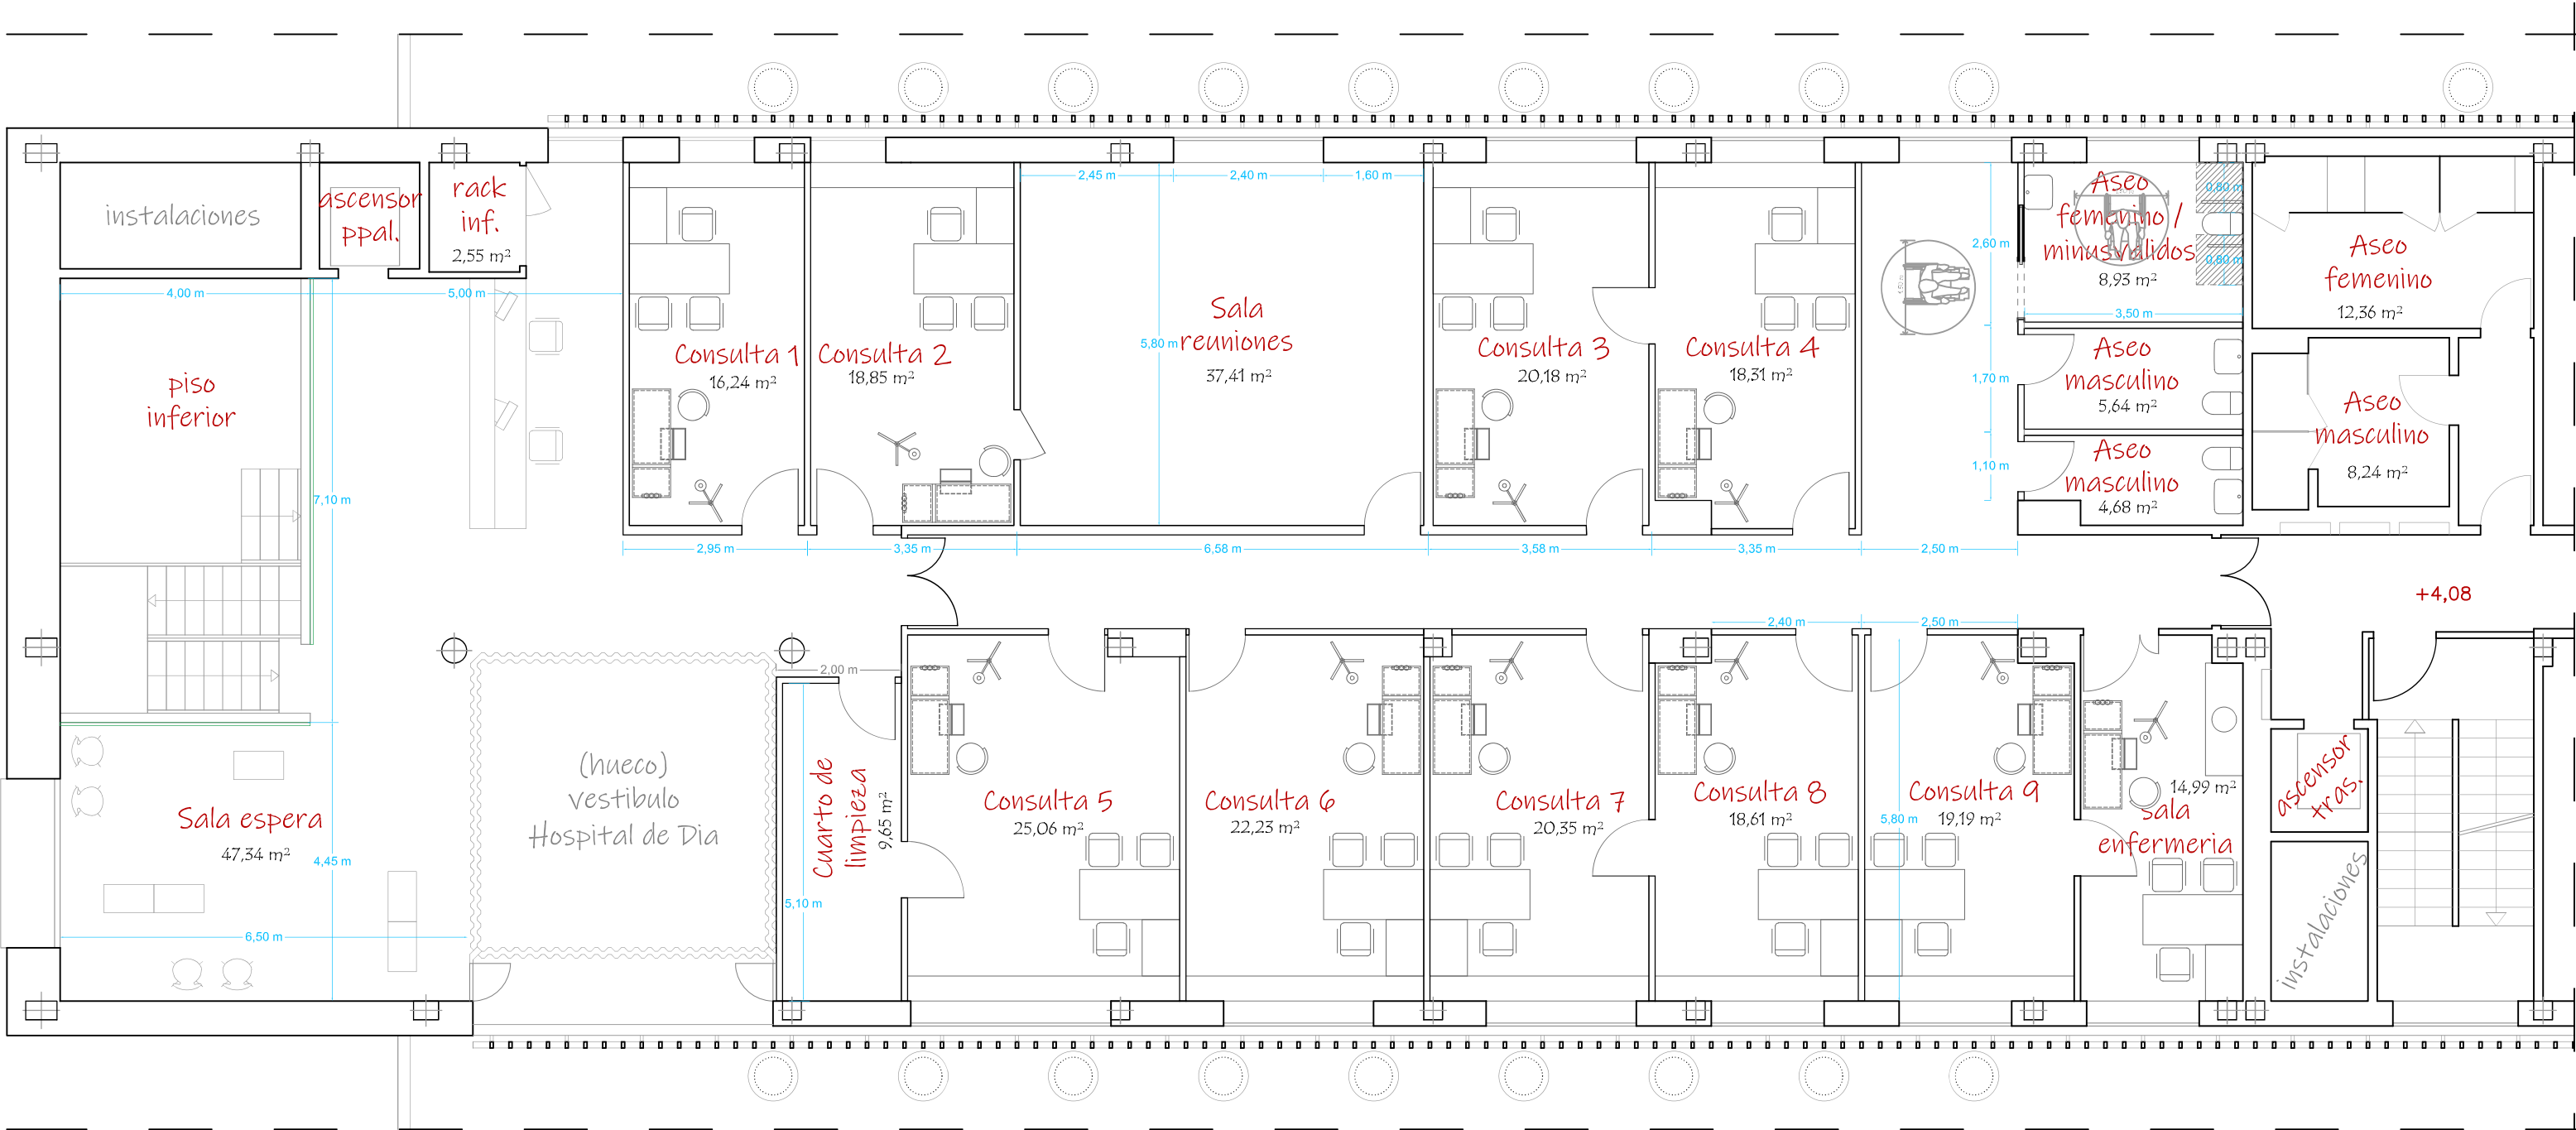 instalaciones
ascensor
ppal.
rack
inf.
2,55 m²
4,00 m
5,00 m
piso
inferior
7,10 m
Consulta 1
16,24 m²
Consulta 2
18,85 m²
2,45 m
2,40 m
1,60 m
Sala
reuniones
5,80 m
37,41 m²
Consulta 3
20,18 m²
Consulta 4
18,31 m²
2,60 m
1,70 m
1,10 m
Aseo
femenino /
minusválidos
8,93 m²
0,80 m
0,80 m
3,50 m
Aseo
masculino
5,64 m²
Aseo
masculino
4,68 m²
Aseo
femenino
12,36 m²
Aseo
masculino
8,24 m²
2,95 m
3,35 m
6,58 m
3,58 m
3,35 m
2,50 m
+4,08
2,40 m
2,50 m
2,00 m
Sala espera
47,34 m²
4,45 m
6,50 m
(hueco)
vestibulo
Hospital de Dia
Cuarto de
limpieza
9,65 m²
5,10 m
Consulta 5
25,06 m²
Consulta 6
22,23 m²
Consulta 7
20,35 m²
Consulta 8
18,61 m²
Consulta 9
19,19 m²
5,80 m
14,99 m²
Sala
enfermeria
ascensor
tras.
instalaciones